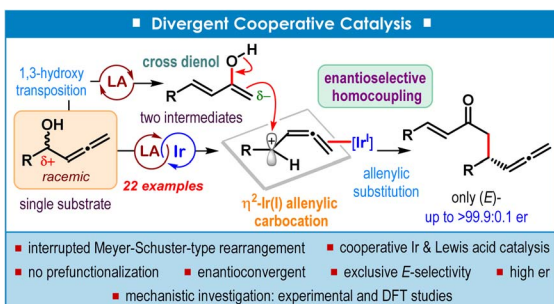 ■ Divergent Cooperative Catalysis ■
O H
cross dienol
1,3-hydroxy
transposition
LA
R
δ–
enantioselective
homocoupling
two intermediates
OH
R
δ+
racemic
single substrate
LA Ir
22 examples
R
+
H
[Irᴵ]
η²-Ir(I) allenylic
carbocation
allenylic
substitution
O
R
R
only (E)-
up to >99.9:0.1 er
■ interrupted Meyer-Schuster-type rearrangement ■ cooperative Ir & Lewis acid catalysis
■ no prefunctionalization ■ enantioconvergent ■ exclusive E-selectivity ■ high er
■ mechanistic investigation: experimental and DFT studies